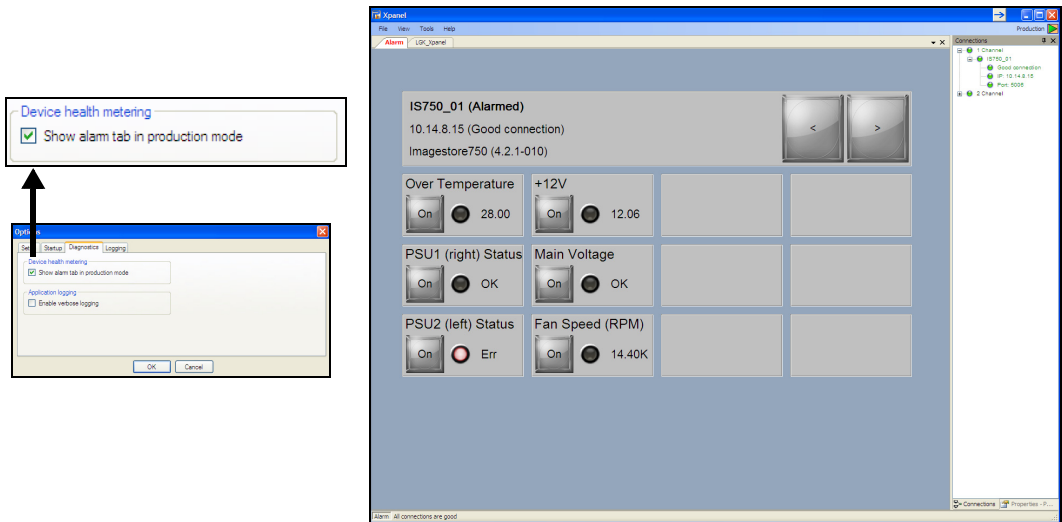 Device health metering
Show alarm tab in production mode
Options
Startup Diagnostics Logging
Device health metering
Show alarm tab in production mode
Application logging
Enable verbose logging
OK Cancel
Xpanel
File View Tools Help
Production
Alarm LGK_Xpanel
IS750_01 (Alarmed)
10.14.8.15 (Good connection)
Imagestore750 (4.2.1-010)
< >
Over Temperature
On 28.00
+12V
On 12.06
PSU1 (right) Status
On OK
Main Voltage
On OK
PSU2 (left) Status
On Err
Fan Speed (RPM)
On 14.40K
Connections
1 Channel
IS750_01
Good connection
IP: 10.14.8.15
Port: 5006
2 Channel
Connections Properties - P...
Alarm All connections are good